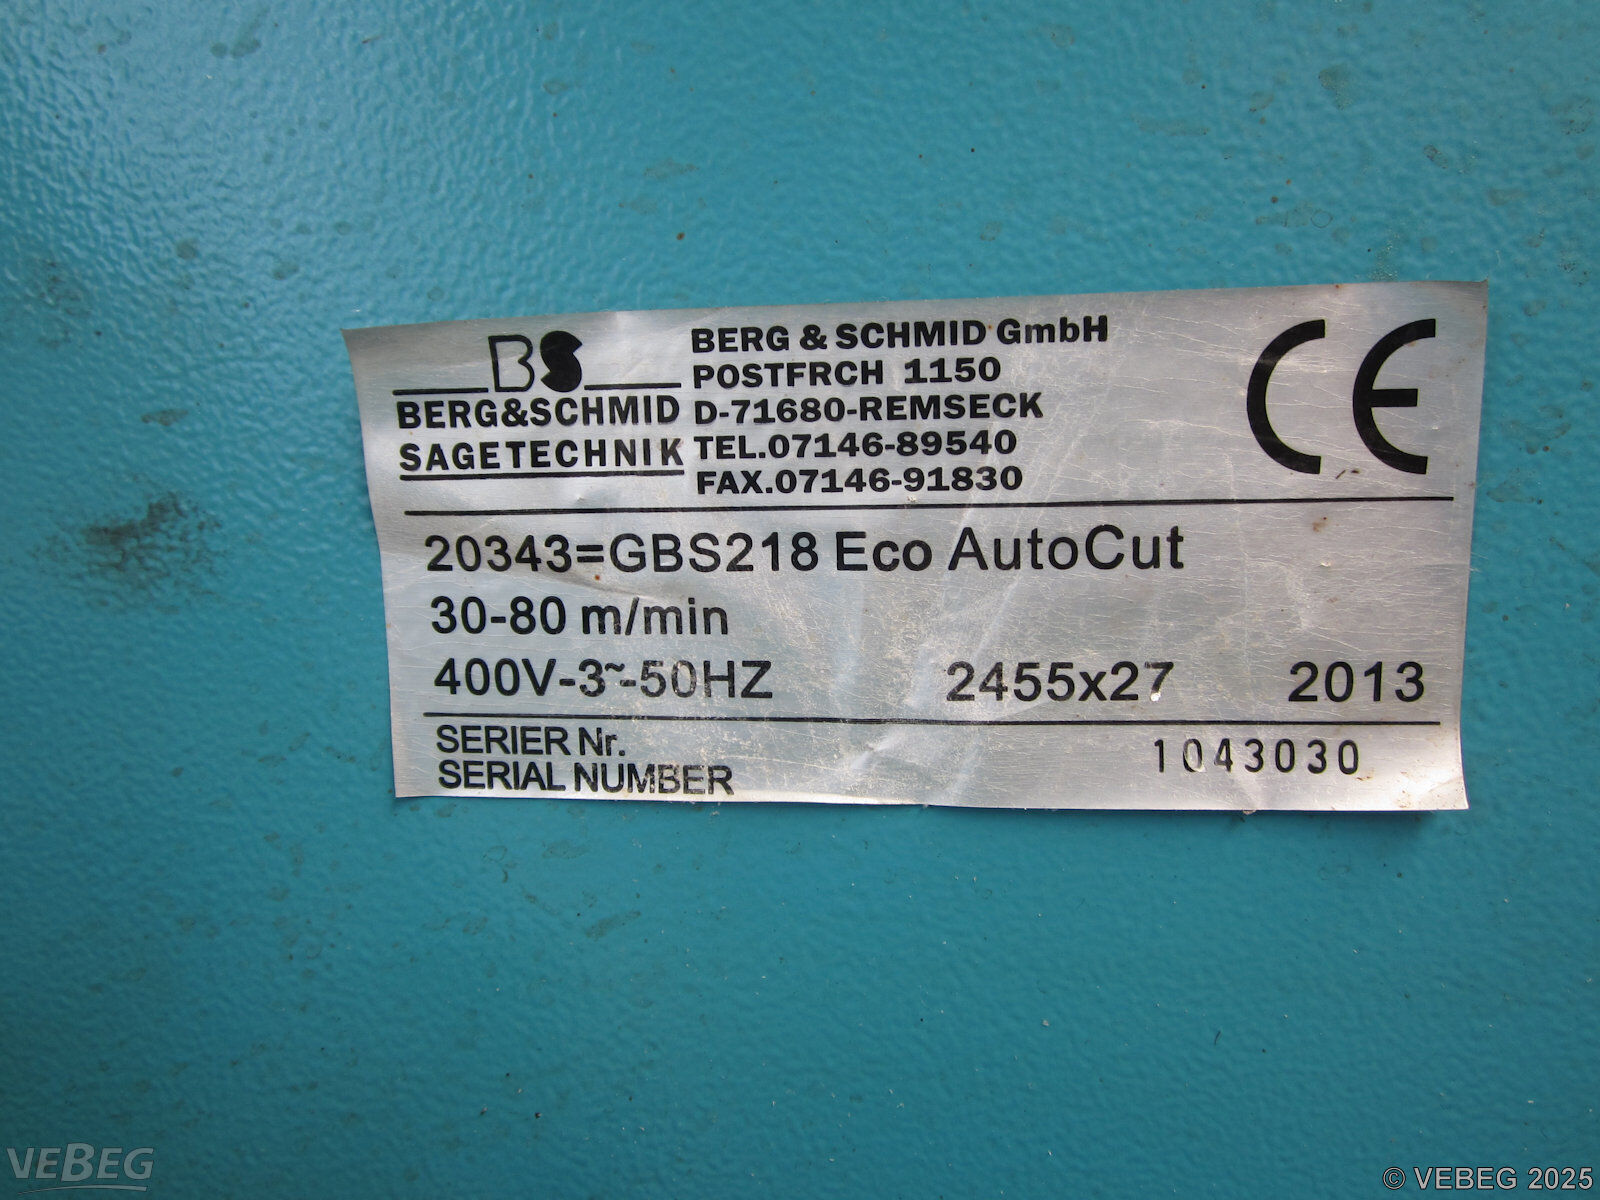 BS
BERG&SCHMID
SAGETECHNIK
BERG & SCHMID GmbH
POSTFRCH 1150
D-71680-REMSECK
TEL.07146-89540
FAX.07146-91830
CE
20343=GBS218 Eco AutoCut
30-80 m/min
400V-3~-50HZ 2455x27 2013
SERIER Nr.
SERIAL NUMBER 1043030
VEBEG
© VEBEG 2025